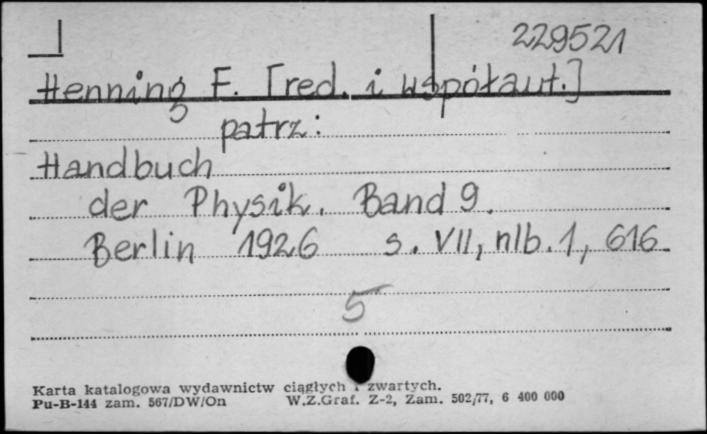 229521
Henning F. [red. i współaut.]
patrz:
Handbuch
der Physik. Band 9.
Berlin 1926 s. VII, nlb. 1, 616
5
Karta katalogowa wydawnictw ciągłych i zwartych.
Pu-B-144 zam. 567/DW/On W.Z.Graf. Z-2, Zam. 502/77, 6 400 000